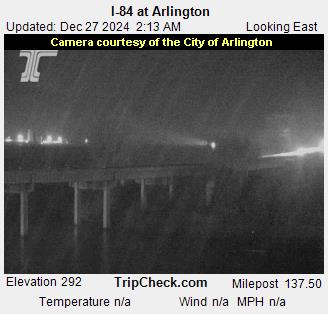 I-84 at Arlington
Updated: Dec 27 2024 2:13 AM Looking East
Camera courtesy of the City of Arlington
Elevation 292 TripCheck.com Milepost 137.50
Temperature n/a Wind n/a MPH n/a